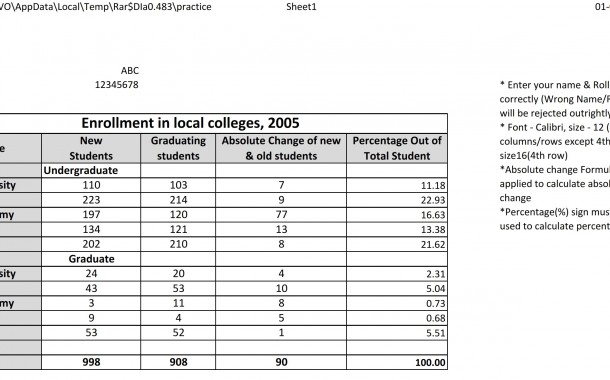 VO\AppData\Local\Temp\Rar$DIa0.483\practice Sheet1 01-
ABC
12345678
* Enter your name & Roll
correctly (Wrong Name/R
will be rejected outrightly
* Font - Calibri, size - 12 (
columns/rows except 4th
size16(4th row)
*Absolute change Formul
applied to calculate absol
change
*Percentage(%) sign mus
used to calculate percent
Enrollment in local colleges, 2005
e New Students Graduating students Absolute Change of new & old students Percentage Out of Total Student
Undergraduate
sity 110 103 7 11.18
223 214 9 22.93
my 197 120 77 16.63
134 121 13 13.38
202 210 8 21.62
Graduate
sity 24 20 4 2.31
43 53 10 5.04
my 3 11 8 0.73
9 4 5 0.68
53 52 1 5.51
998 908 90 100.00